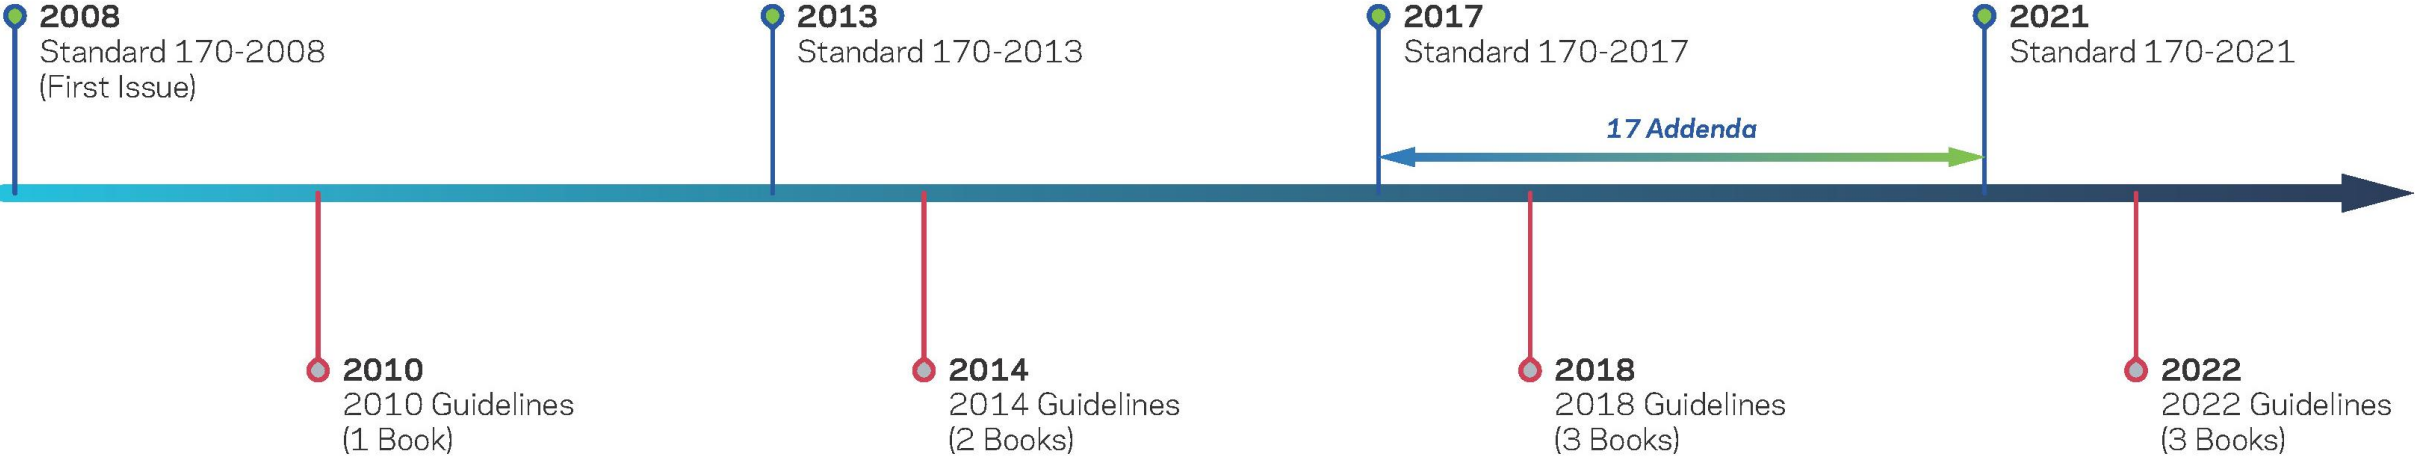 2008
Standard 170-2008
(First Issue)
2013
Standard 170-2013
2017
Standard 170-2017
2021
Standard 170-2021
17 Addenda
2010
2010 Guidelines
(1 Book)
2014
2014 Guidelines
(2 Books)
2018
2018 Guidelines
(3 Books)
2022
2022 Guidelines
(3 Books)